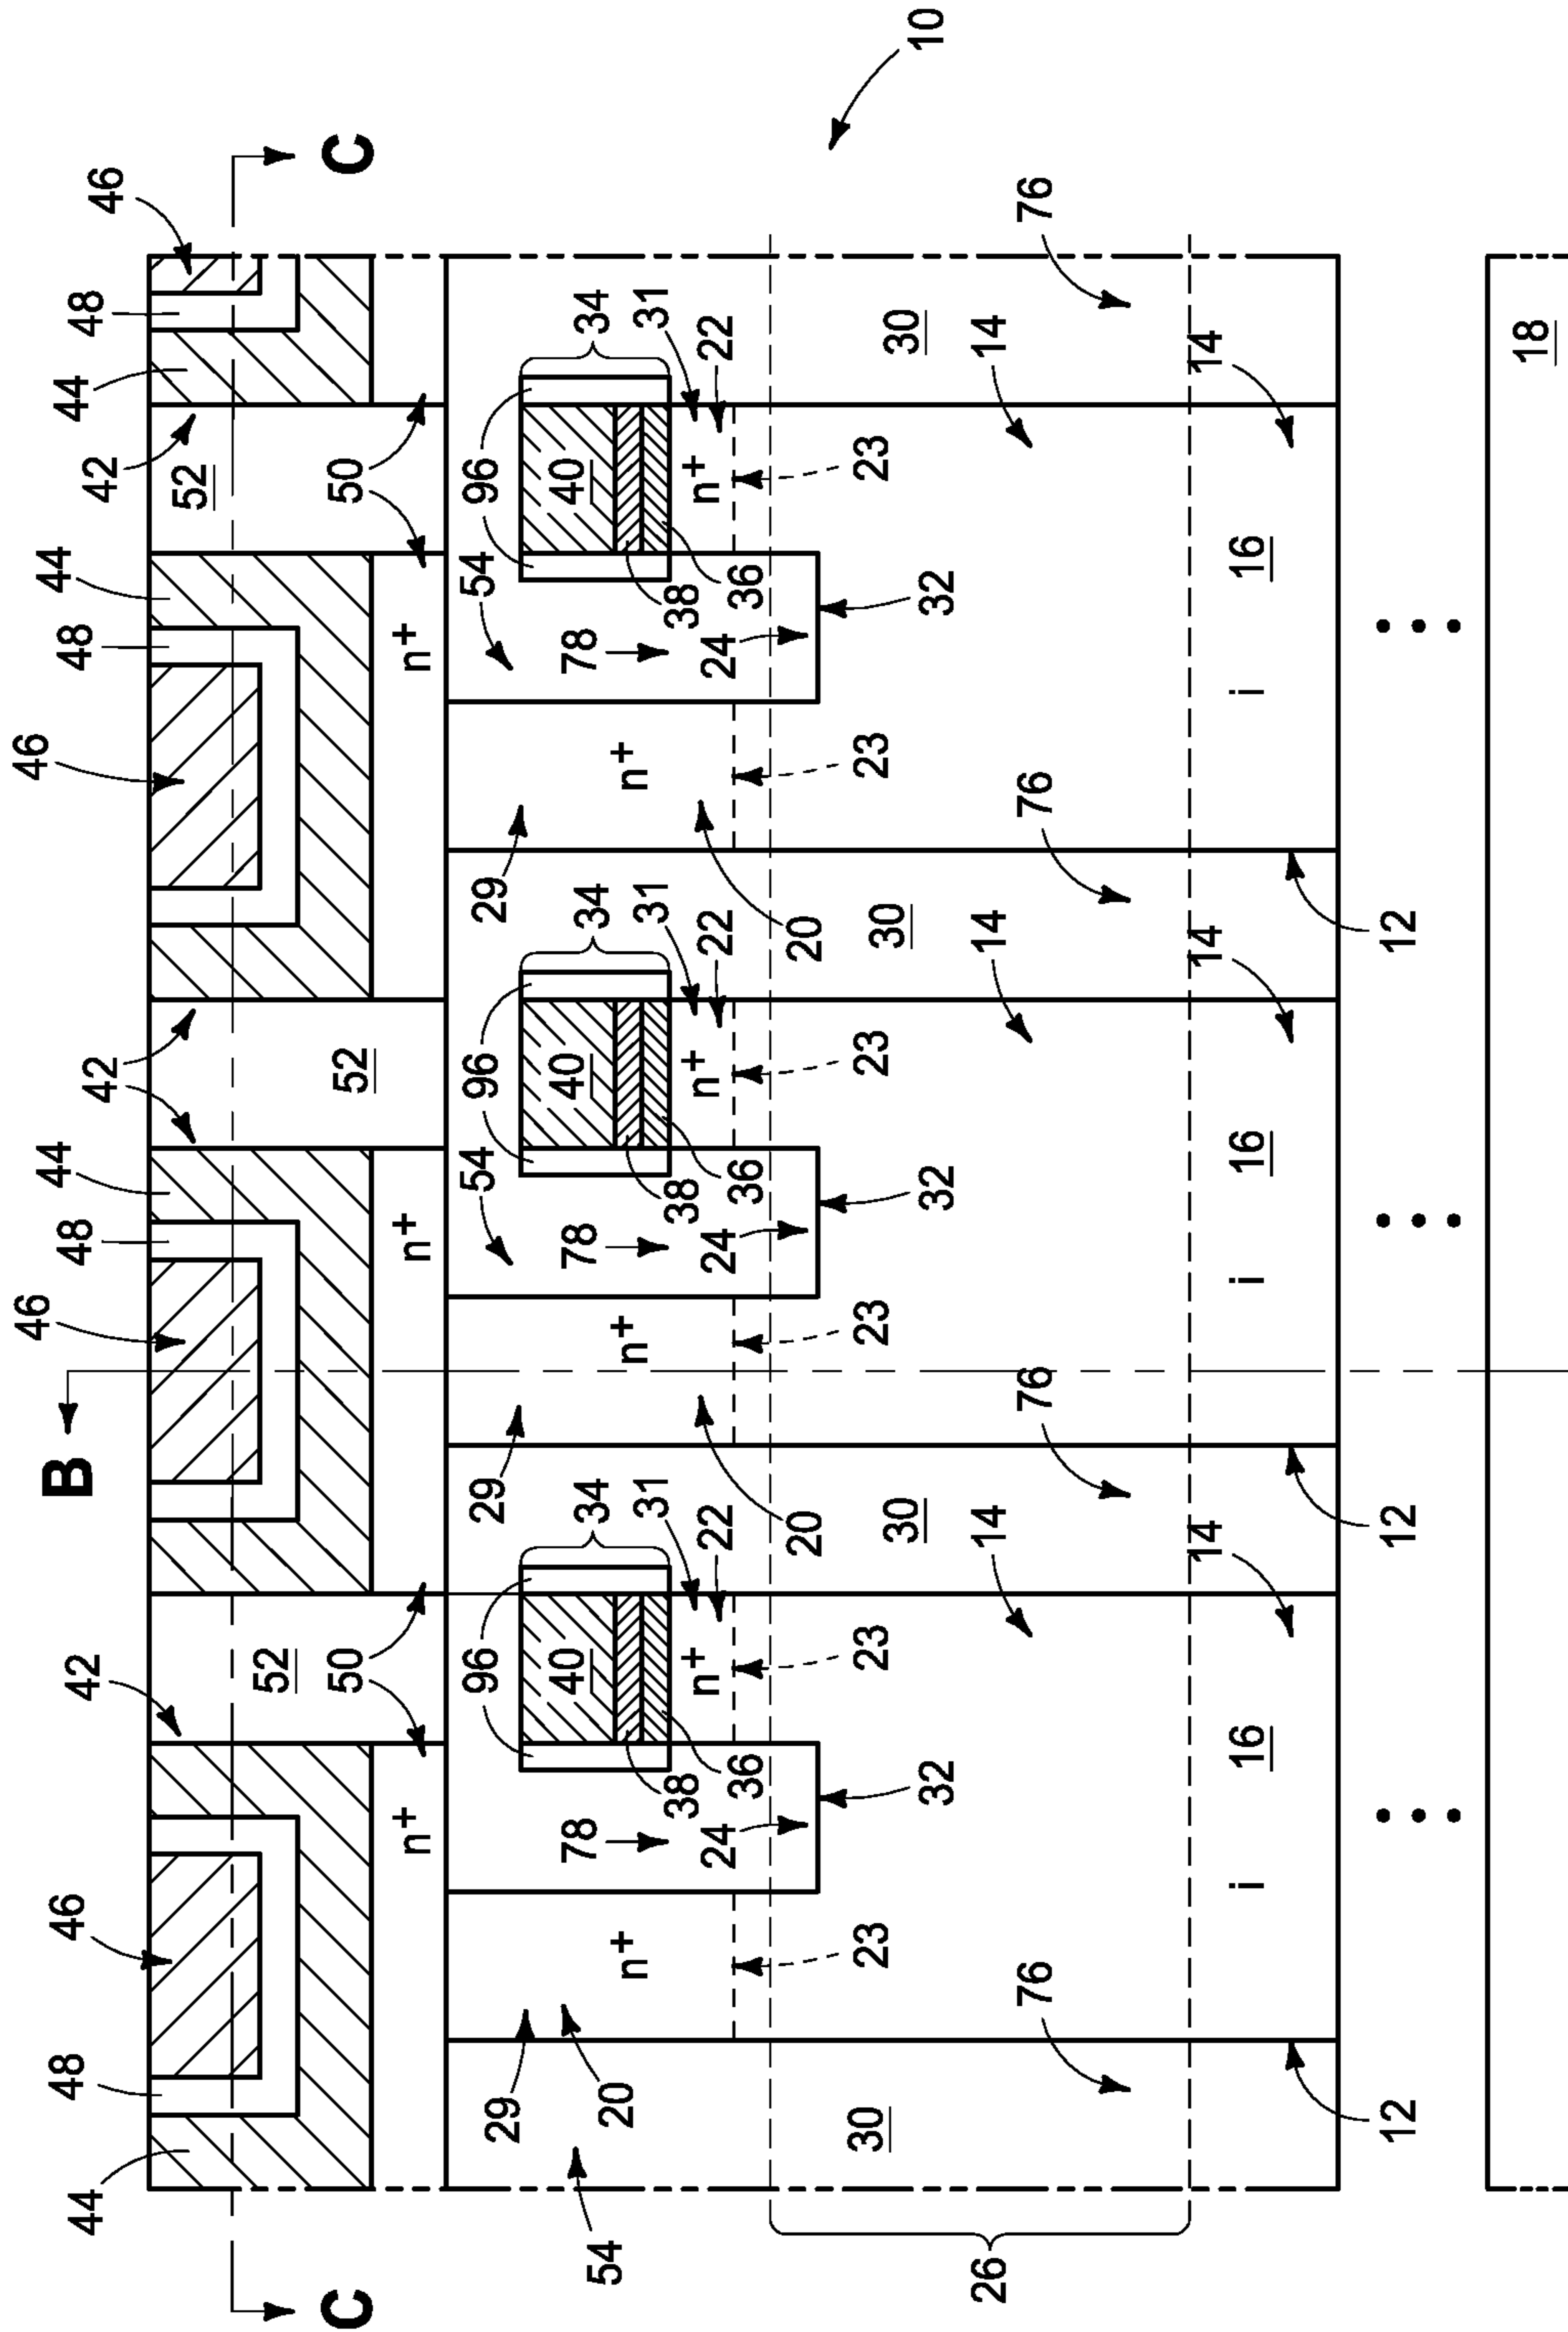 B
46 46
46 44 44
48 42 48 48 44 48
44 42 46
42
52
52
C 52 C
50 52 50
n+ n+ n+
54 54
29 96 29 96 29 96
40 40 40
78 78 78
54 20 34 34 34
n+ n+ n+
31 31 31
38 38 38
n+ n+ n+
24 22 24 22 24 22
36 36 36
20 20
23 23 23 23 23 23
30 30 30 30
32 32 32 10
26 14 14 14
76 76 76 76
14 14 14
i 16 i 16 i 16
12 12 12
18